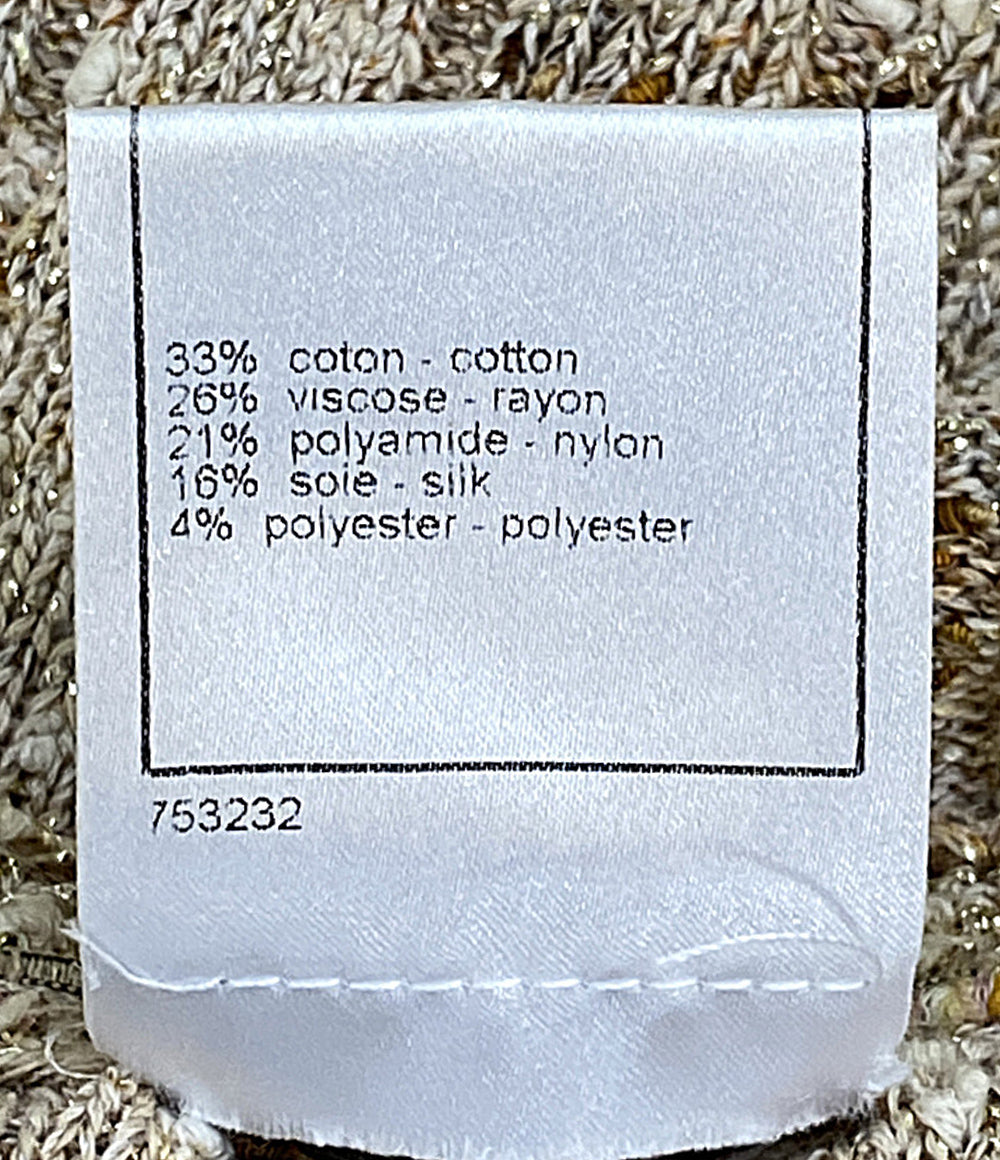 33% coton - cotton
26% viscose - rayon
21% polyamide - nylon
16% soie - silk
4% polyester - polyester
753232